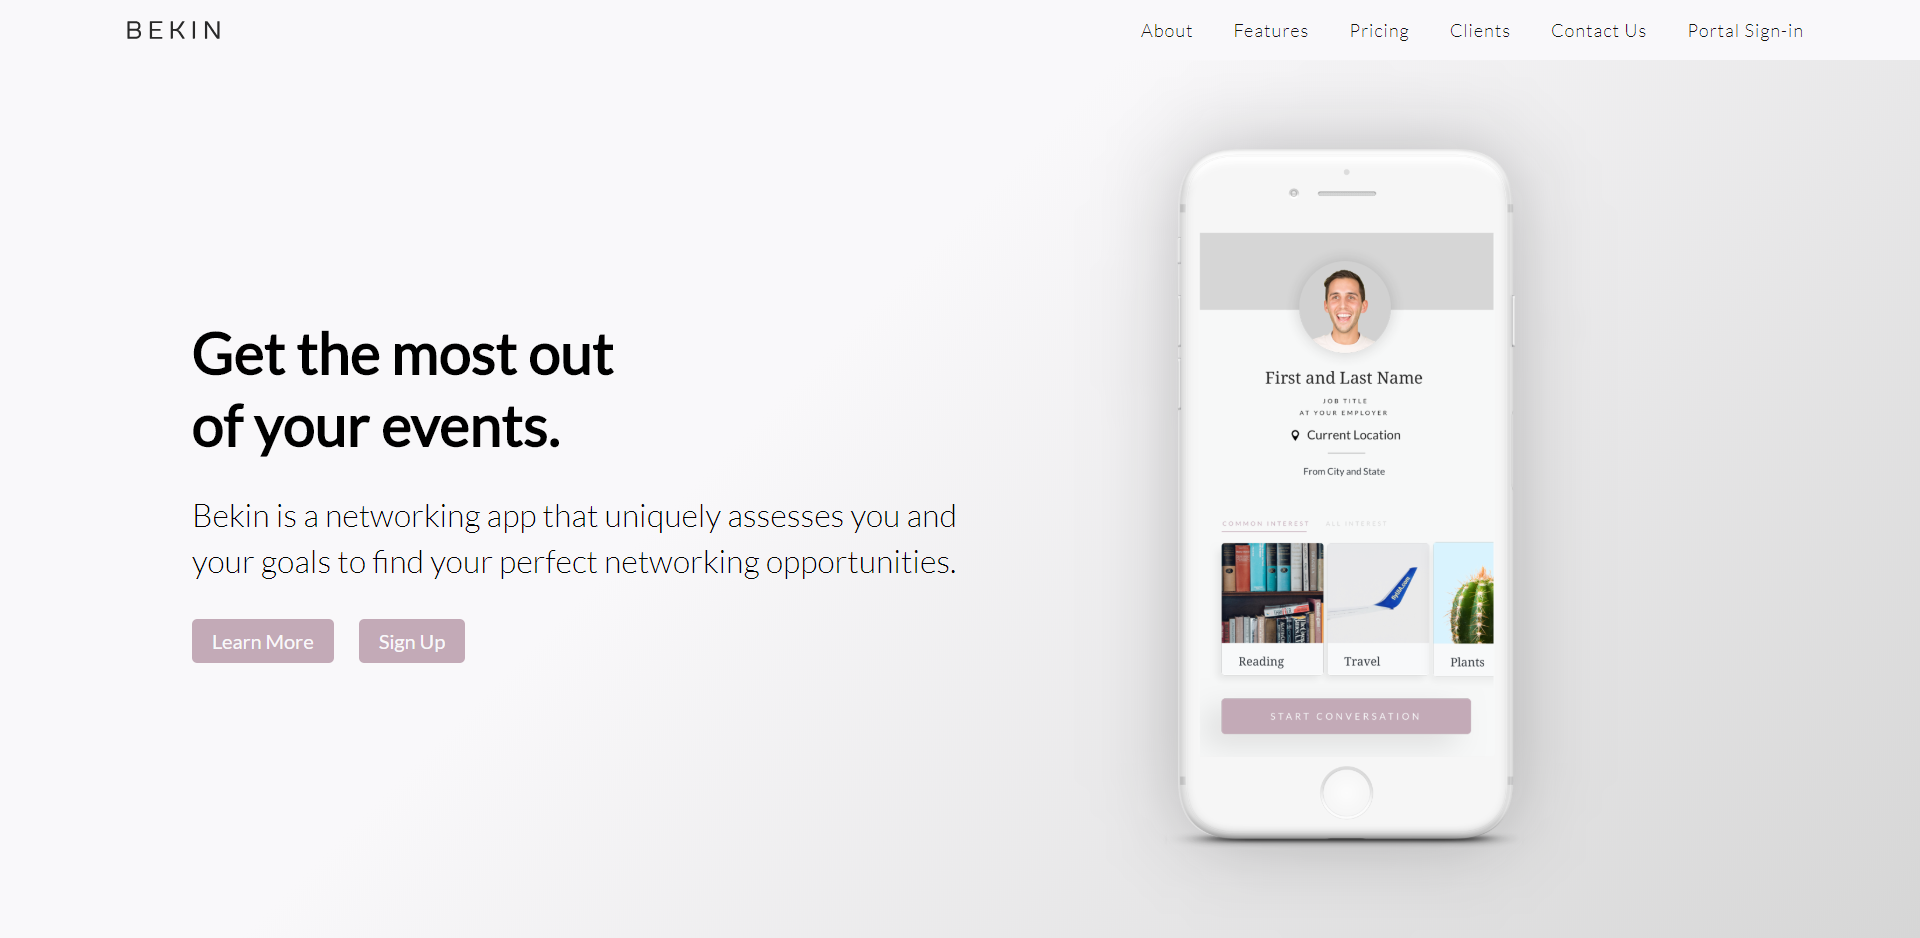 BEKIN
About
Features
Pricing
Clients
Contact Us
Portal Sign-in
Get the most out
of your events.
Bekin is a networking app that uniquely assesses you and
your goals to find your perfect networking opportunities.
Learn More
Sign Up
First and Last Name
JOB TITLE
AT YOUR EMPLOYER
Current Location
From City and State
COMMON INTEREST
ALL INTEREST
Reading
Travel
Plants
START CONVERSATION